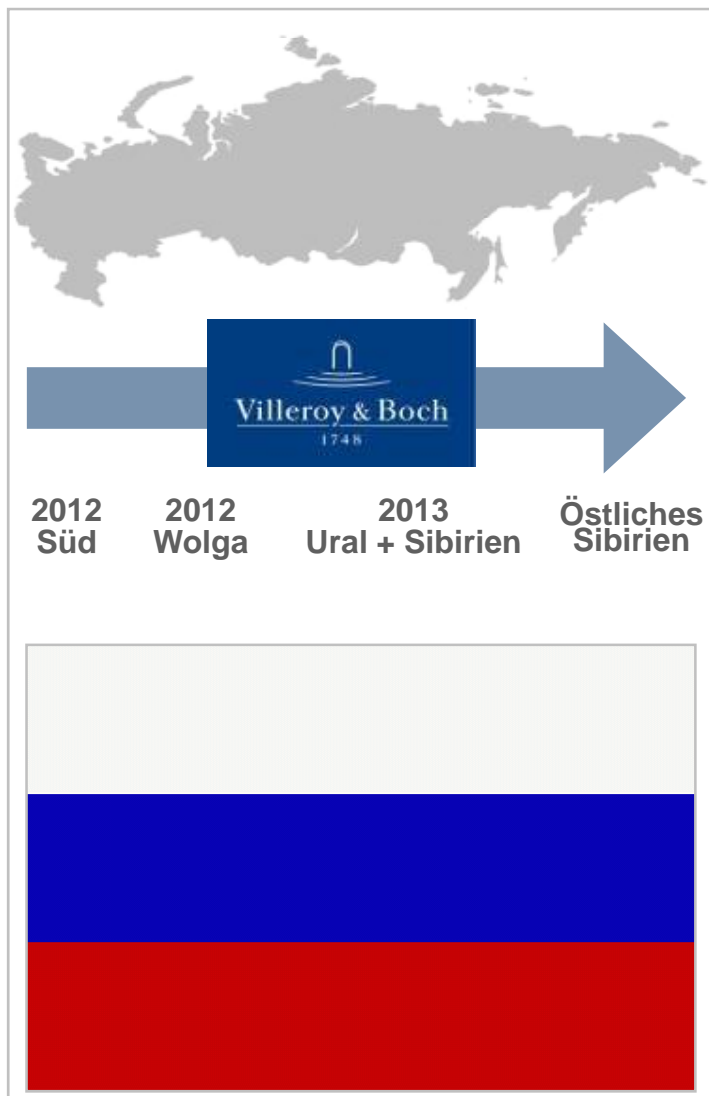 Villeroy & Boch
1748
2012
Süd
2012
Wolga
2013
Ural + Sibirien
Östliches
Sibirien